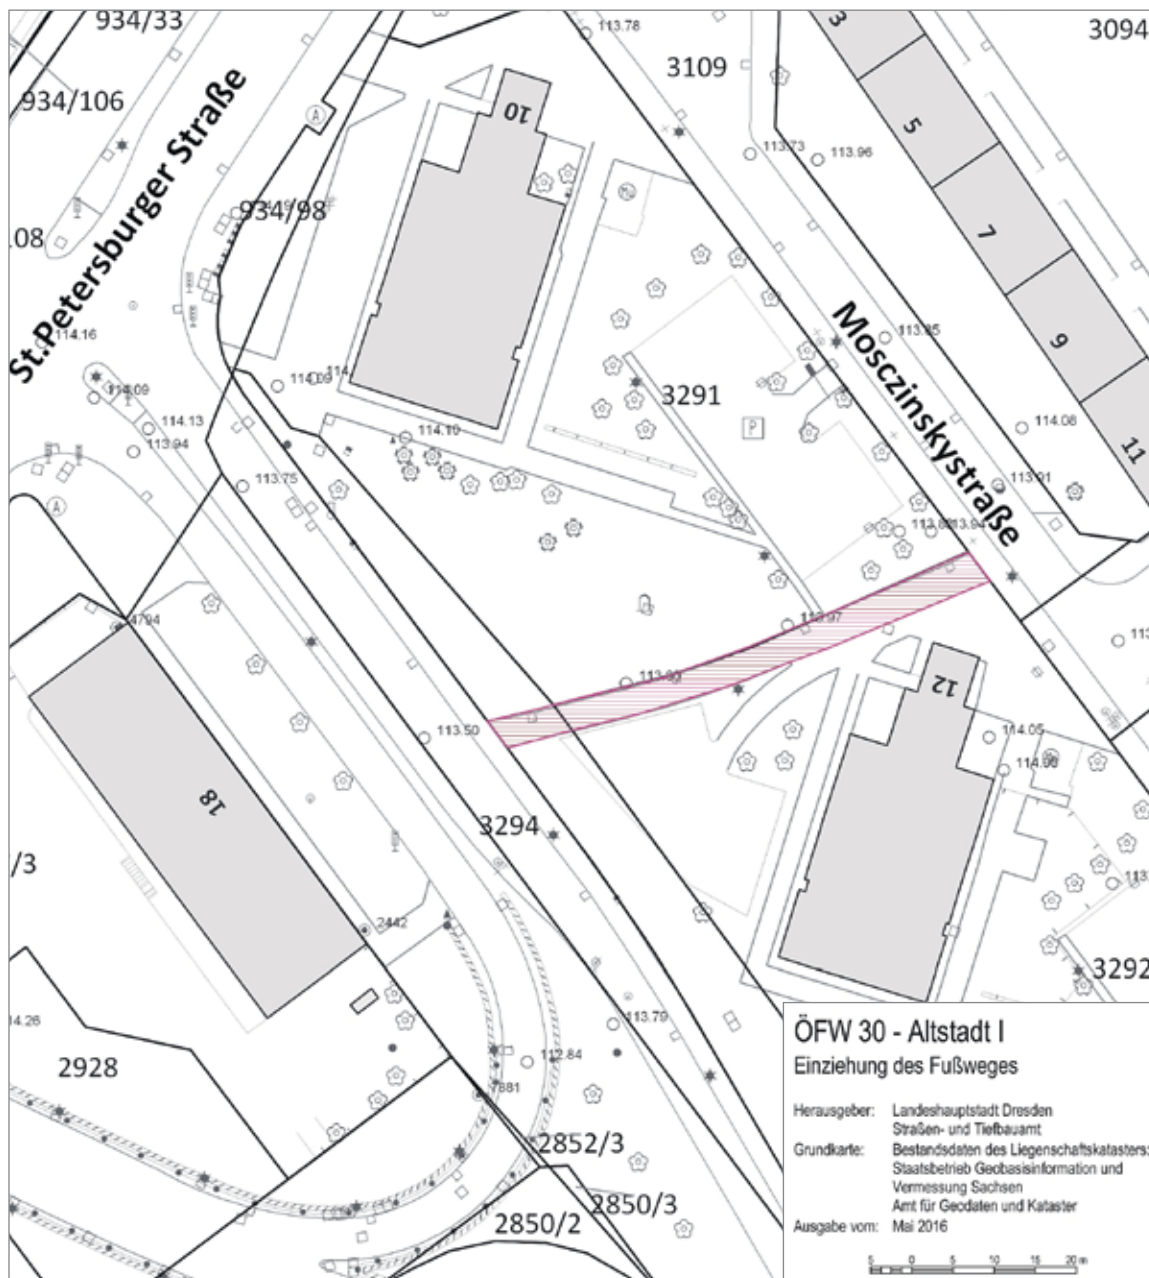 934/33
113.78
3094
3
3109
934/106
10
5
113.73
113.96
St.Petersburger Straße
934/98
7
Mosczinskystraße
114.16
113.85
9
114.09
114.09
3291
P
114.13
114.10
114.08
11
113.94
113.75
113.91
A
A
113.94
4794
113.97
12
113.50
114.05
18
3294
/3
2442
3292
14.26
113.79
112.84
2928
7881
2852/3
2850/3
2850/2
ÖFW 30 - Altstadt I
Einziehung des Fußweges
Herausgeber: Landeshauptstadt Dresden
Straßen- und Tiefbauamt
Grundkarte: Bestandsdaten des Liegenschaftskatasters:
Staatsbetrieb Geobasisinformation und
Vermessung Sachsen
Amt für Geodaten und Kataster
Ausgabe vom: Mai 2016
5 0 5 10 15 20 m